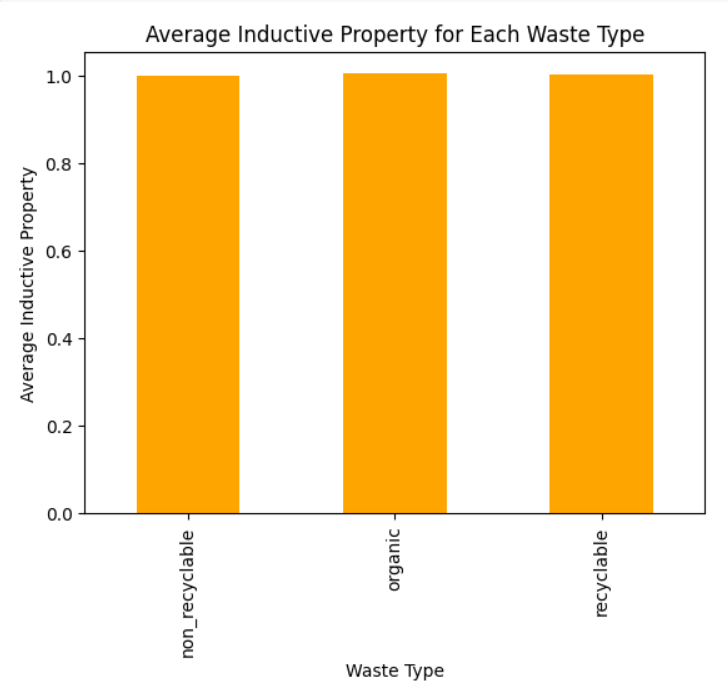 Average Inductive Property for Each Waste Type
Average Inductive Property
1.0
0.8
0.6
0.4
0.2
0.0
non_recyclable
organic
recyclable
Waste Type